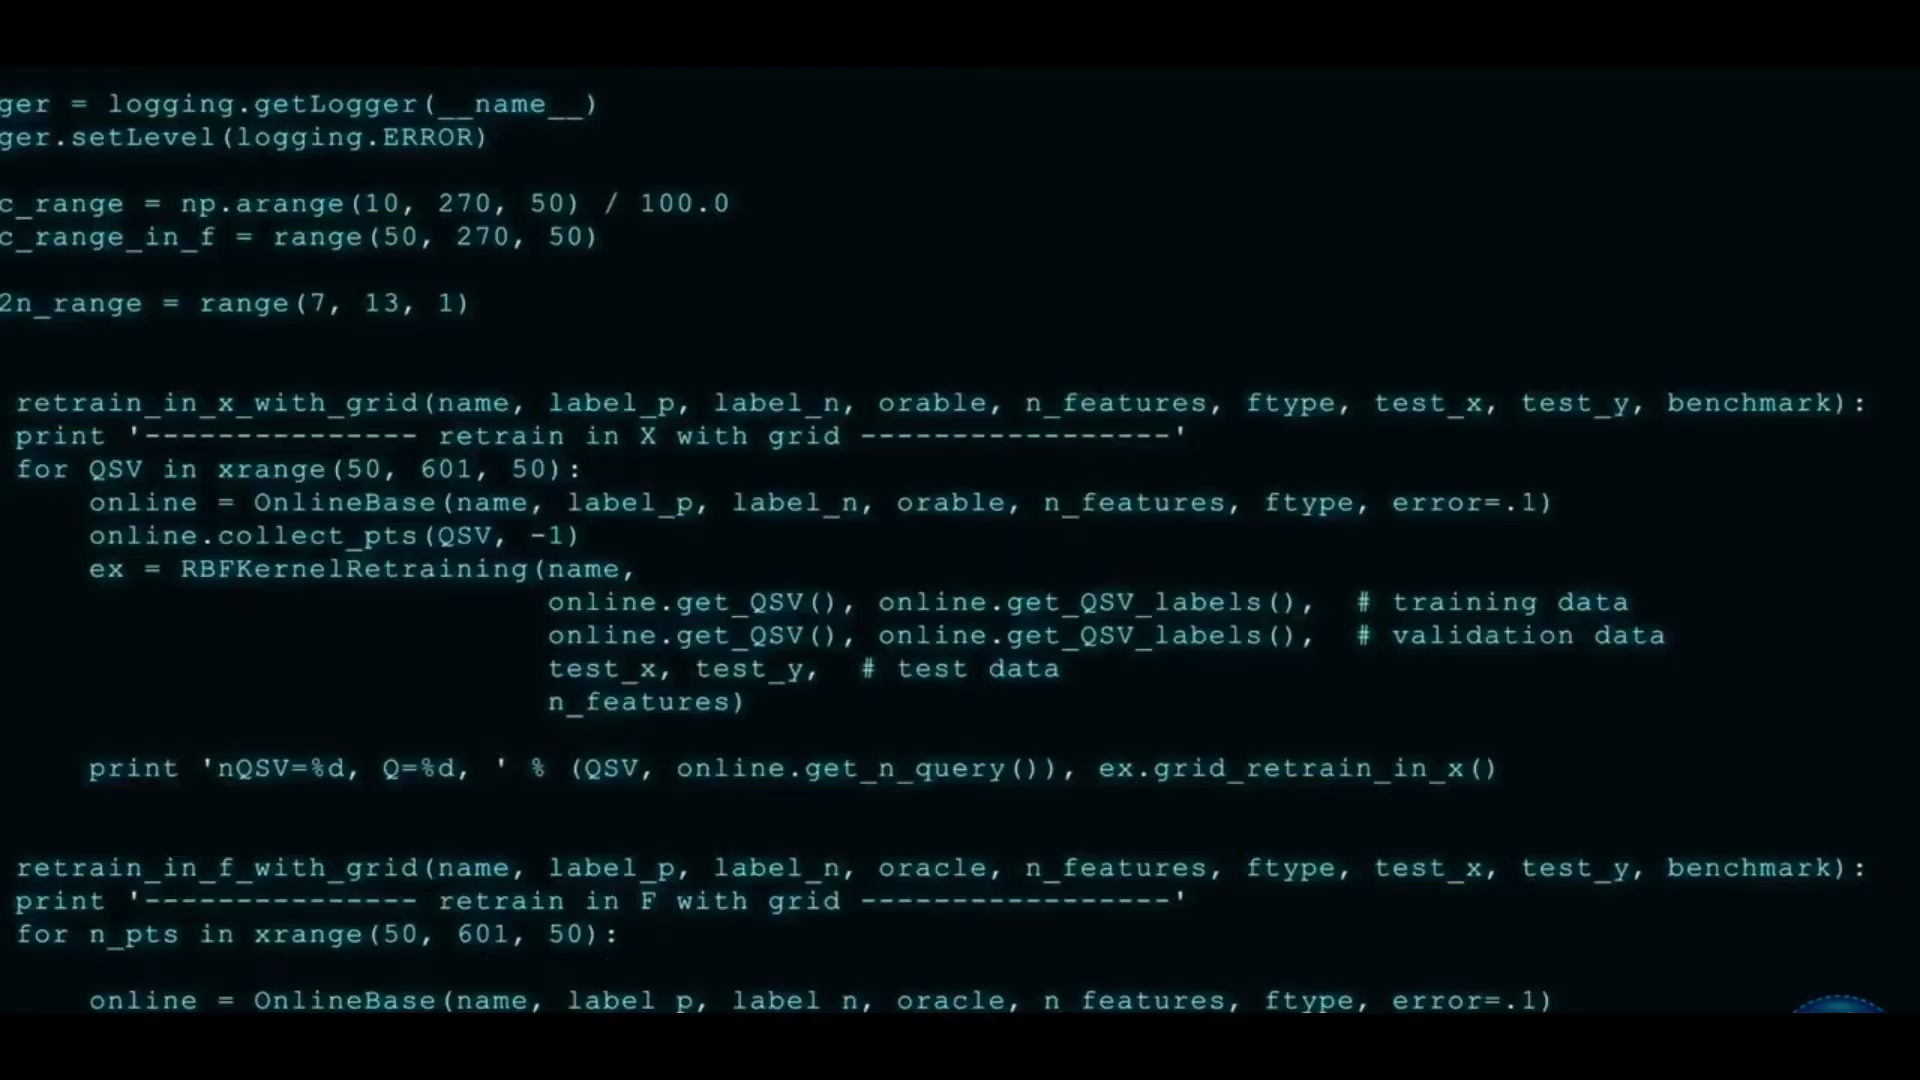 ger = logging.getLogger(__name__)
ger.setLevel(logging.ERROR)
c_range = np.arange(10, 270, 50) / 100.0
c_range_in_f = range(50, 270, 50)
2n_range = range(7, 13, 1)
retrain_in_x_with_grid(name, label_p, label_n, orable, n_features, ftype, test_x, test_y, benchmark):
print '--------------- retrain in X with grid -----------------'
for QSV in xrange(50, 601, 50):
online = OnlineBase(name, label_p, label_n, orable, n_features, ftype, error=.1)
online.collect_pts(QSV, -1)
ex = RBFKernelRetraining(name,
online.get_QSV(), online.get_QSV_labels(), # training data
online.get_QSV(), online.get_QSV_labels(), # validation data
test_x, test_y, # test data
n_features)
print 'nQSV=%d, Q=%d, ' % (QSV, online.get_n_query()), ex.grid_retrain_in_x()
retrain_in_f_with_grid(name, label_p, label_n, oracle, n_features, ftype, test_x, test_y, benchmark):
print '--------------- retrain in F with grid -----------------'
for n_pts in xrange(50, 601, 50):
online = OnlineBase(name, label_p, label_n, oracle, n_features, ftype, error=.1)